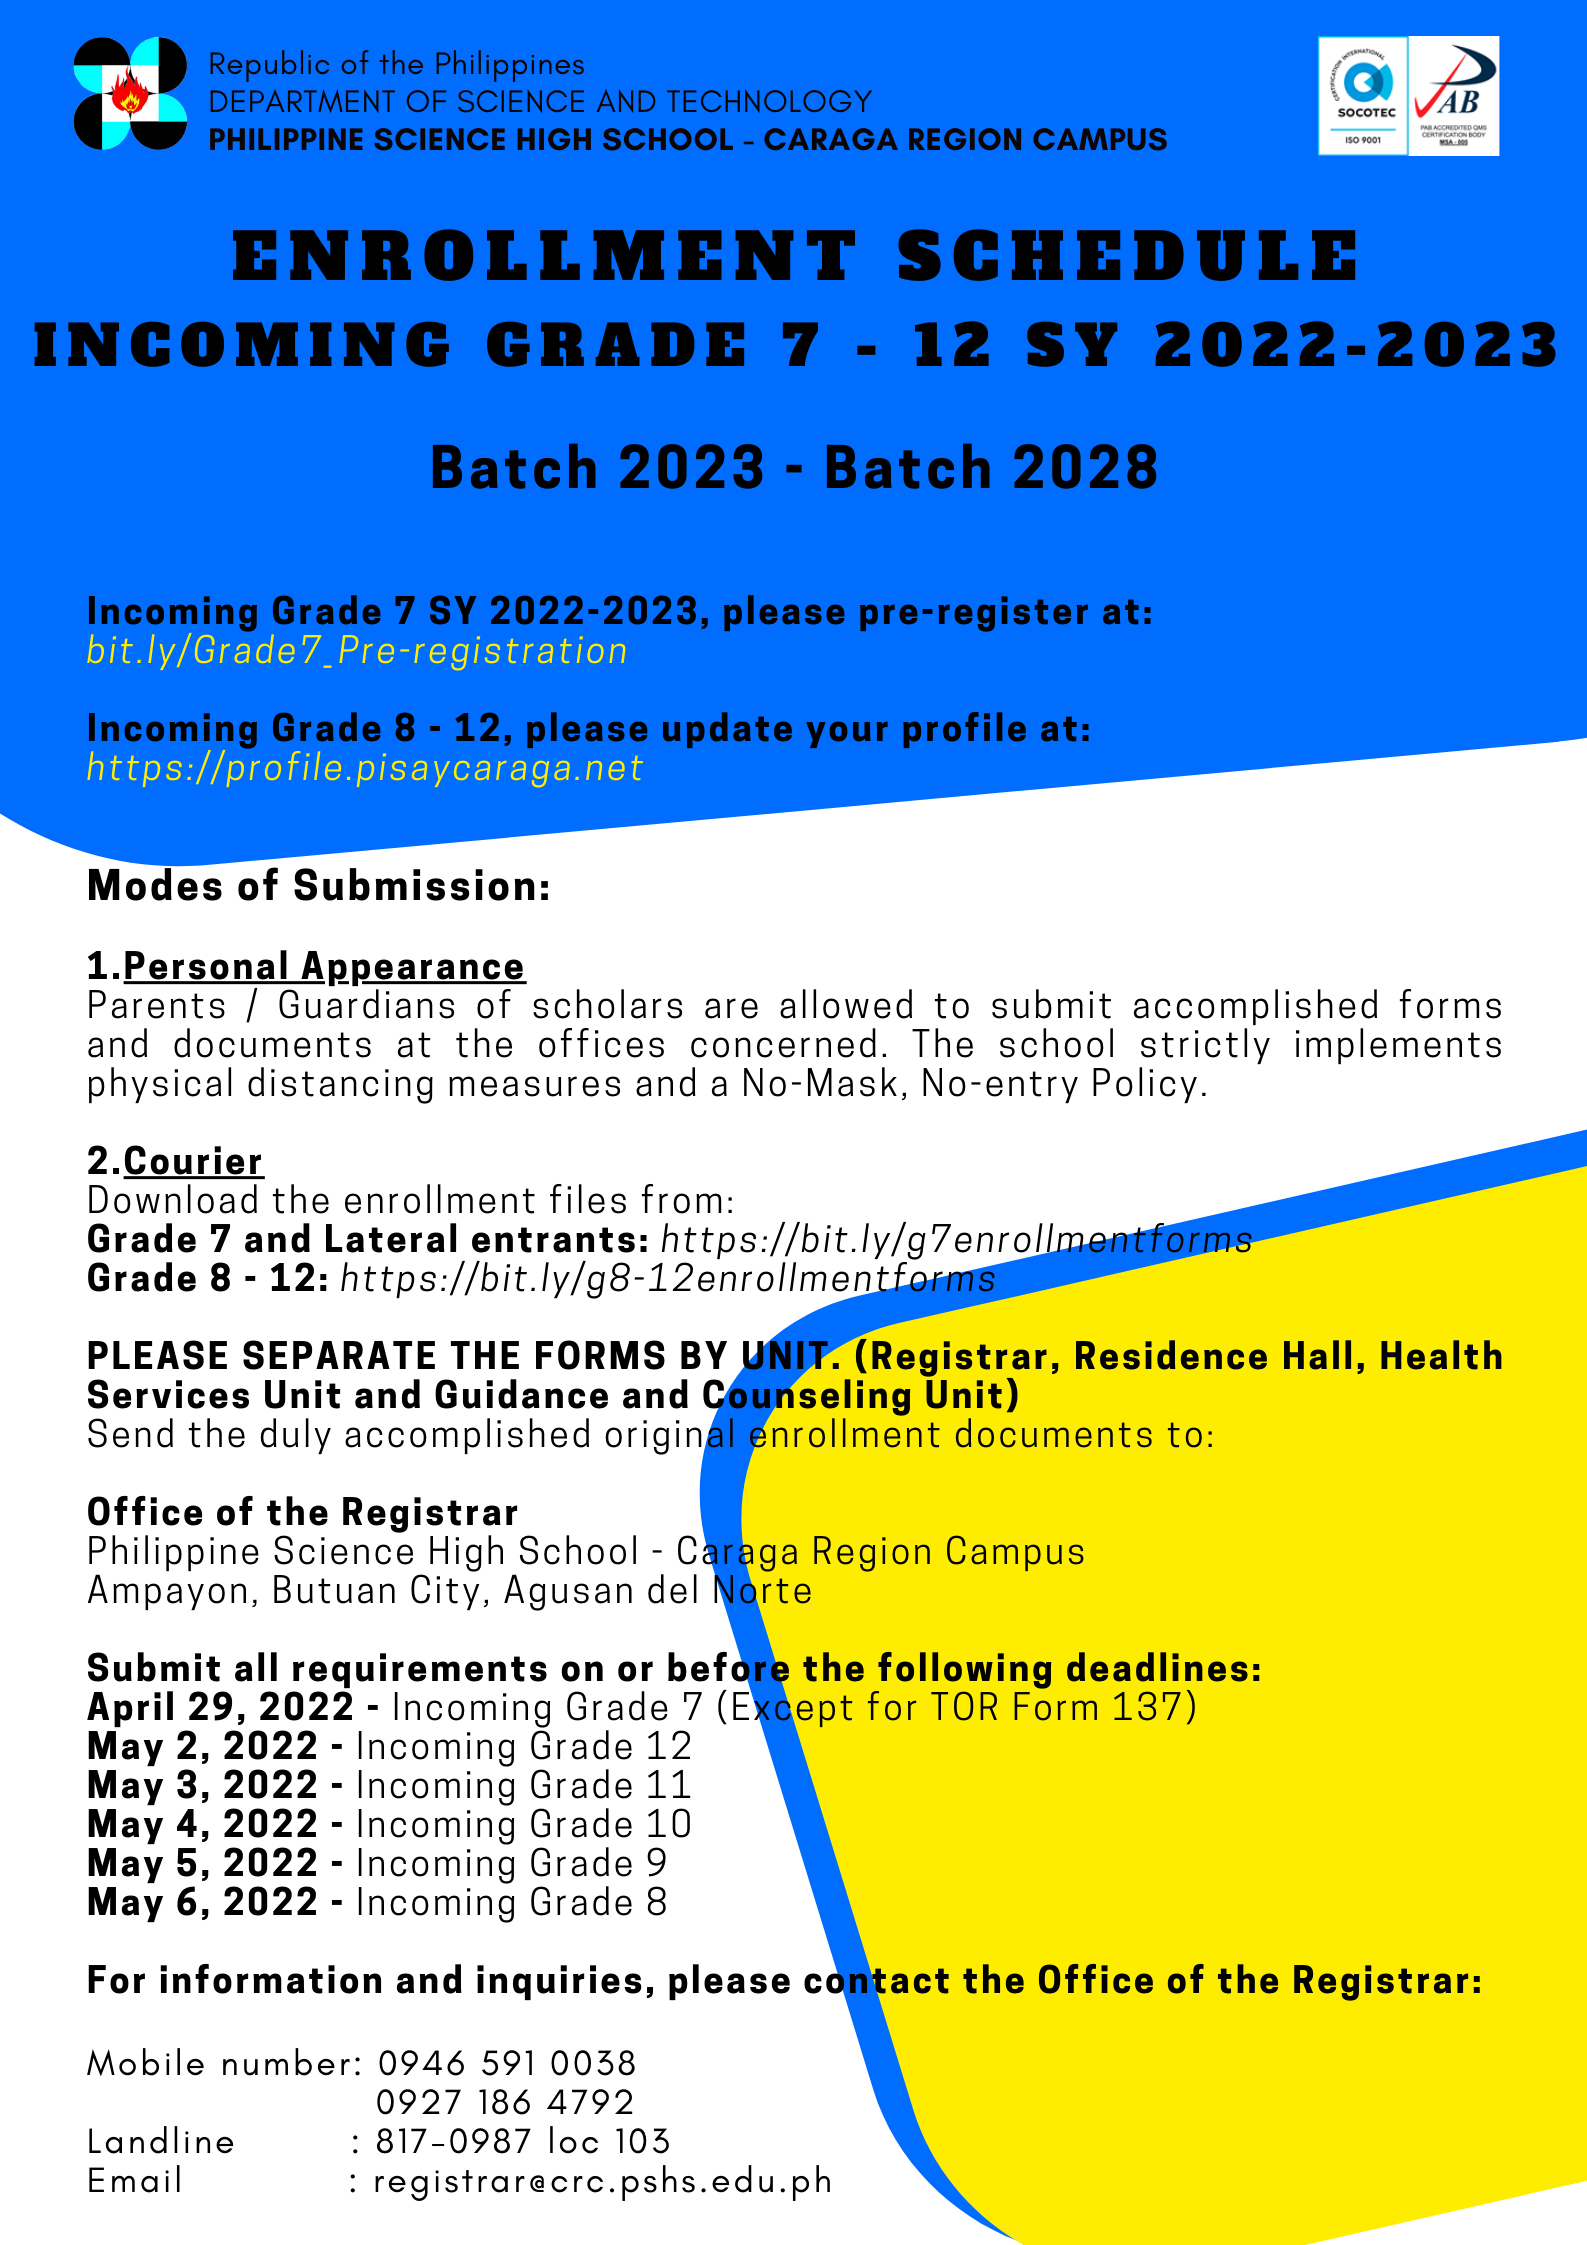 Republic of the Philippines
DEPARTMENT OF SCIENCE AND TECHNOLOGY
PHILIPPINE SCIENCE HIGH SCHOOL - CARAGA REGION CAMPUS
CERTIFICATION INTERNATIONAL
SOCOTEC
ISO 9001
PAB
PAB ACCREDITED QMS
CERTIFICATION BODY
MSA - 005
ENROLLMENT SCHEDULE
INCOMING GRADE 7 - 12 SY 2022-2023
Batch 2023 - Batch 2028
Incoming Grade 7 SY 2022-2023, please pre-register at:
bit.ly/Grade7_Pre-registration
Incoming Grade 8 - 12, please update your profile at:
https://profile.pisaycaraga.net
Modes of Submission:
1.Personal Appearance
Parents / Guardians of scholars are allowed to submit accomplished forms
and documents at the offices concerned. The school strictly implements
physical distancing measures and a No-Mask, No-entry Policy.
2.Courier
Download the enrollment files from:
Grade 7 and Lateral entrants: https://bit.ly/g7enrollmentforms
Grade 8 - 12: https://bit.ly/g8-12enrollmentforms
PLEASE SEPARATE THE FORMS BY UNIT. (Registrar, Residence Hall, Health
Services Unit and Guidance and Counseling Unit)
Send the duly accomplished original enrollment documents to:
Office of the Registrar
Philippine Science High School - Caraga Region Campus
Ampayon, Butuan City, Agusan del Norte
Submit all requirements on or before the following deadlines:
April 29, 2022 - Incoming Grade 7 (Except for TOR Form 137)
May 2, 2022 - Incoming Grade 12
May 3, 2022 - Incoming Grade 11
May 4, 2022 - Incoming Grade 10
May 5, 2022 - Incoming Grade 9
May 6, 2022 - Incoming Grade 8
For information and inquiries, please contact the Office of the Registrar:
Mobile number: 0946 591 0038
0927 186 4792
Landline : 817-0987 loc 103
Email : registrar@crc.pshs.edu.ph